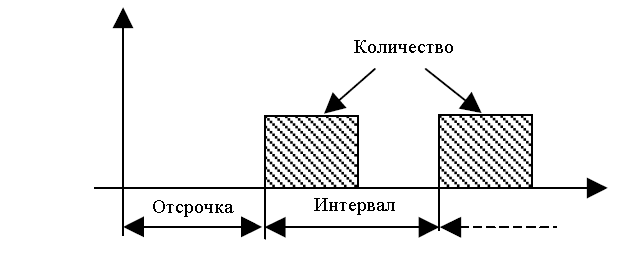 Количество
Отсрочка
Интервал